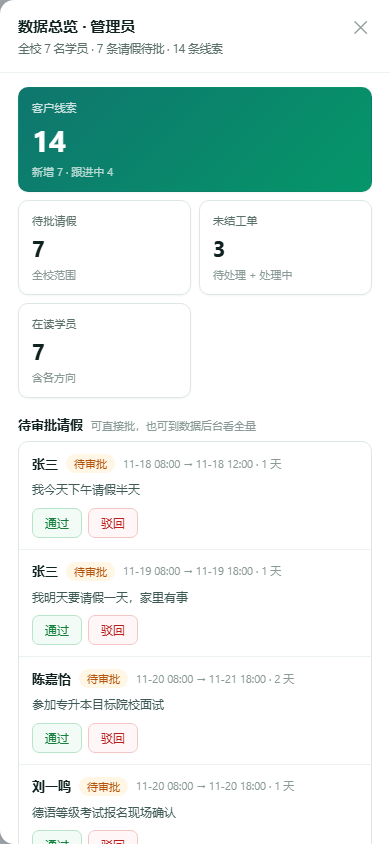 数据总览 · 管理员
全校 7 名学员 · 7 条请假待批 · 14 条线索
客户线索
14
新增 7 · 跟进中 4
待批请假
7
全校范围
未结工单
3
待处理 + 处理中
在读学员
7
含各方向
待审批请假 可直接批，也可到数据后台看全量
张三 待审批 11-18 08:00 → 11-18 12:00 · 1 天
我今天下午请假半天
通过 驳回
张三 待审批 11-19 08:00 → 11-19 18:00 · 1 天
我明天要请假一天，家里有事
通过 驳回
陈嘉怡 待审批 11-20 08:00 → 11-21 18:00 · 2 天
参加专升本目标院校面试
通过 驳回
刘一鸣 待审批 11-20 08:00 → 11-20 18:00 · 1 天
德语等级考试报名现场确认
通过 驳回